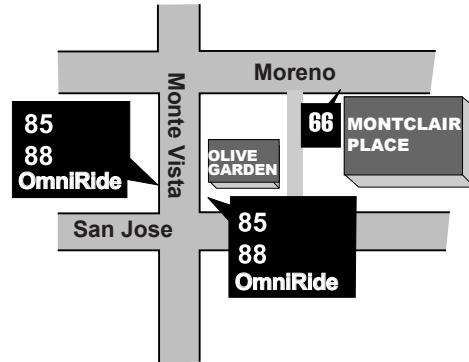 Moreno
Monte Vista
85
88
OmniRide
66
MONTCLAIR
PLACE
OLIVE
GARDEN
San Jose
85
88
OmniRide